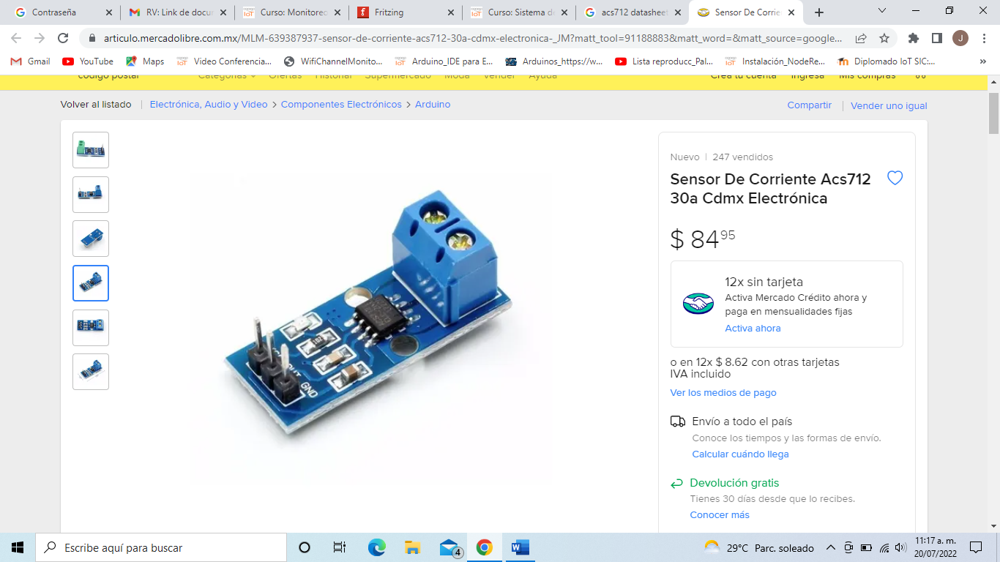 Contraseña
RV: Link de docu
Curso: Monitorec
Fritzing
Curso: Sistema d
acs712 datasheet
Sensor De Corrie
articulo.mercadolibre.com.mx/MLM-639387937-sensor-de-corriente-acs712-30a-cdmx-electronica-_JM?matt_tool=91188883&matt_word=&matt_source=google...
J
Gmail
YouTube
Maps
Video Conferencia...
WifiChannelMonito...
Arduino_IDE para E...
Arduinos_https://w...
Lista reproducc_Pal...
Instalación_NodeRe...
Diplomado IoT SIC:...
»
código postal
Categorías
Ofertas
Historial
Supermercado
Moda
Vender
Ayuda
Crea tu cuenta
Ingresa
Mis compras
Volver al listado | Electrónica, Audio y Video > Componentes Electrónicos > Arduino
Compartir | Vender uno igual
Nuevo | 247 vendidos
Sensor De Corriente Acs712
30a Cdmx Electrónica
$ 84 95
12x sin tarjeta
Activa Mercado Crédito ahora y
paga en mensualidades fijas
Activa ahora
o en 12x $ 8.62 con otras tarjetas
IVA incluido
Ver los medios de pago
Envío a todo el país
Conoce los tiempos y las formas de envío.
Calcular cuándo llega
Devolución gratis
Tienes 30 días desde que lo recibes.
Conocer más
102
GND
Escribe aquí para buscar
4
29°C Parc. soleado
11:17 a. m.
20/07/2022